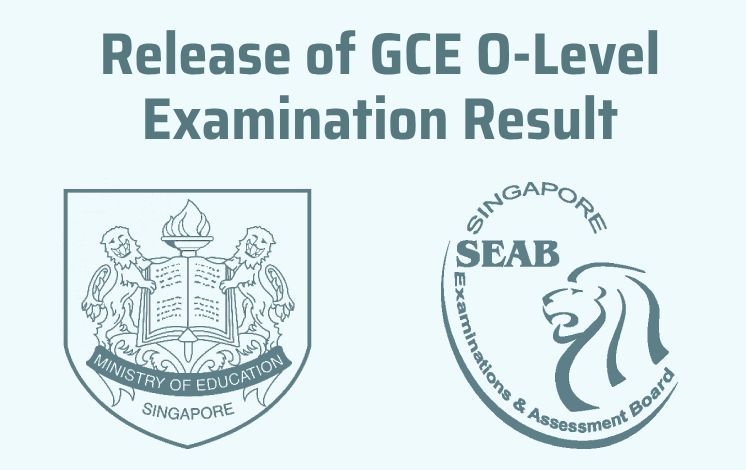 Release of GCE O-Level
Examination Result
MINISTRY OF EDUCATION
SINGAPORE
SINGAPORE
SEAB
Examinations & Assessment Board